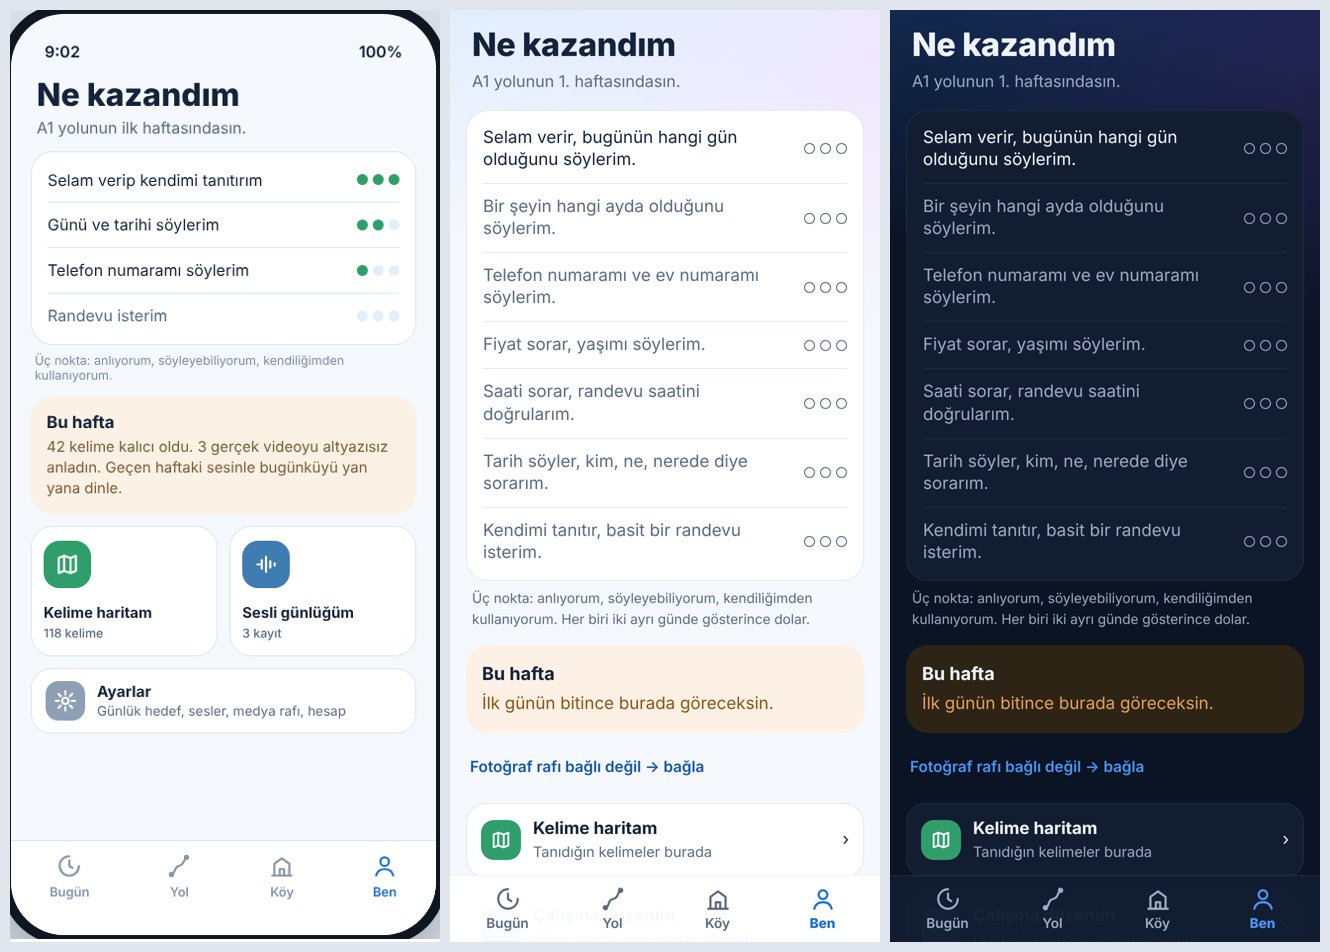 9:02
100%
Ne kazandım
A1 yolunun ilk haftasındasın.
Selam verip kendimi tanıtırım
Günü ve tarihi söylerim
Telefon numaramı söylerim
Randevu isterim
Üç nokta: anlıyorum, söyleyebiliyorum, kendiliğimden
kullanıyorum.
Bu hafta
42 kelime kalıcı oldu. 3 gerçek videoyu altyazısız
anladın. Geçen haftaki sesinle bugünküyü yan
yana dinle.
Kelime haritam
118 kelime
Sesli günlüğüm
3 kayıt
Ayarlar
Günlük hedef, sesler, medya rafı, hesap
Bugün
Yol
Köy
Ben
Ne kazandım
A1 yolunun 1. haftasındasın.
Selam verir, bugünün hangi gün
olduğunu söylerim.
Bir şeyin hangi ayda olduğunu
söylerim.
Telefon numaramı ve ev numaramı
söylerim.
Fiyat sorar, yaşımı söylerim.
Saati sorar, randevu saatini
doğrularım.
Tarih söyler, kim, ne, nerede diye
sorarım.
Kendimi tanıtır, basit bir randevu
isterim.
Üç nokta: anlıyorum, söyleyebiliyorum, kendiliğimden
kullanıyorum. Her biri iki ayrı günde gösterince dolar.
Bu hafta
İlk günün bitince burada göreceksin.
Fotoğraf rafı bağlı değil → bağla
Kelime haritam
Tanıdığın kelimeler burada
Çalışma düzenim
Bugün
Yol
Köy
Ben
Ne kazandım
A1 yolunun 1. haftasındasın.
Selam verir, bugünün hangi gün
olduğunu söylerim.
Bir şeyin hangi ayda olduğunu
söylerim.
Telefon numaramı ve ev numaramı
söylerim.
Fiyat sorar, yaşımı söylerim.
Saati sorar, randevu saatini
doğrularım.
Tarih söyler, kim, ne, nerede diye
sorarım.
Kendimi tanıtır, basit bir randevu
isterim.
Üç nokta: anlıyorum, söyleyebiliyorum, kendiliğimden
kullanıyorum. Her biri iki ayrı günde gösterince dolar.
Bu hafta
İlk günün bitince burada göreceksin.
Fotoğraf rafı bağlı değil → bağla
Kelime haritam
Tanıdığın kelimeler burada
Çalışma düzenim
Bugün
Yol
Köy
Ben